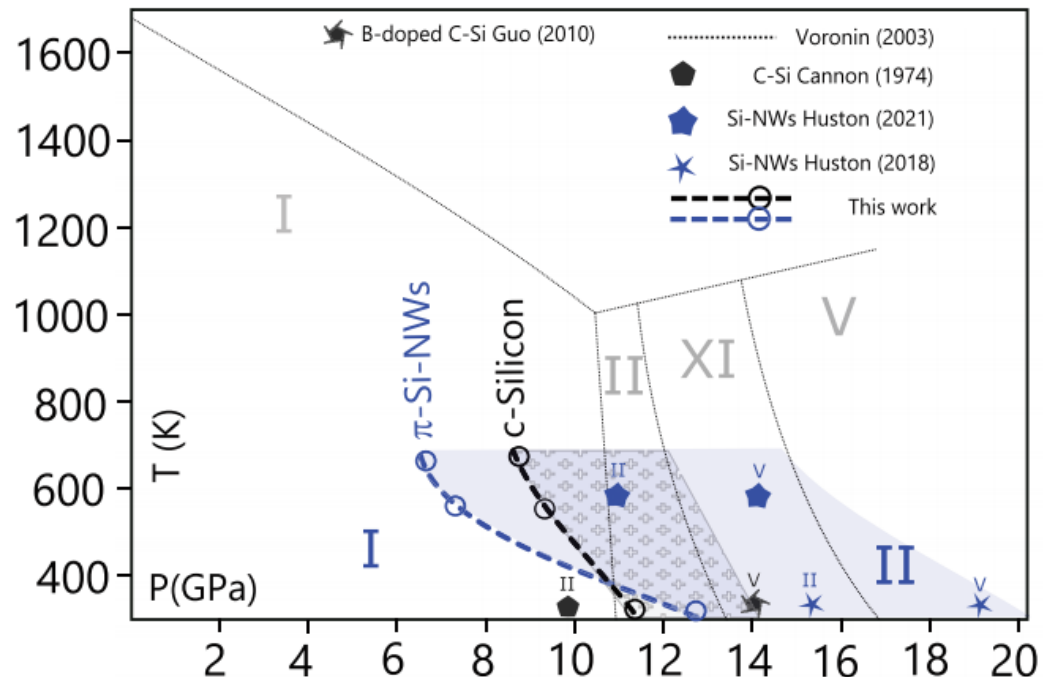 1600
1400
1200
1000
800
600
400
T (K)
P(GPa)
2
4
6
8
10
12
14
16
18
20
B-doped C-Si Guo (2010)
Voronin (2003)
C-Si Cannon (1974)
Si-NWs Huston (2021)
Si-NWs Huston (2018)
This work
I
II
XI
V
π-Si-NWs
c-Silicon
II
V
I
II
II
V
II
V